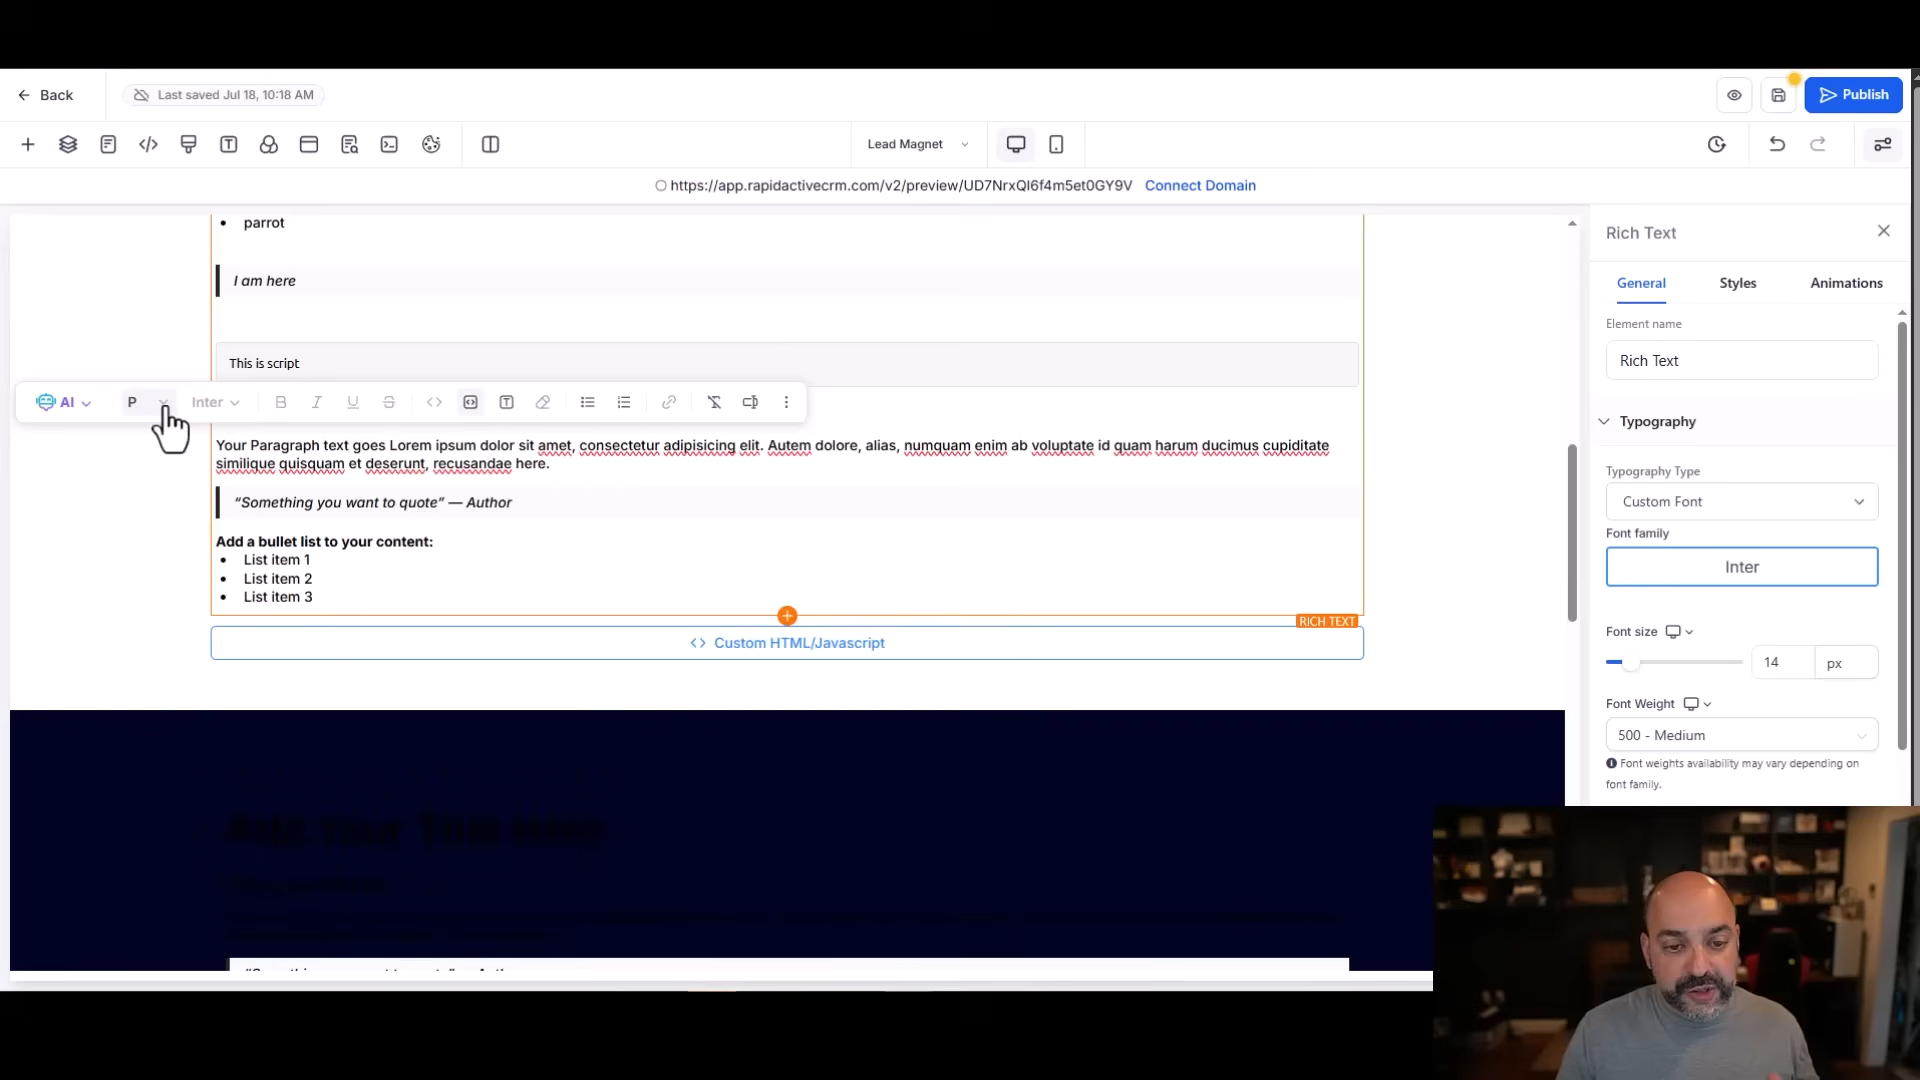 Back
Last saved Jul 18, 10:18 AM
Publish
Lead Magnet
https://app.rapidactivecrm.com/v2/preview/UD7NrxQl6f4m5et0GY9V Connect Domain
parrot
I am here
This is script
AI P Inter B I U S
Your Paragraph text goes Lorem ipsum dolor sit amet, consectetur adipisicing elit. Autem dolore, alias, numquam enim ab voluptate id quam harum ducimus cupiditate
similique quisquam et deserunt, recusandae here.
“Something you want to quote” — Author
Add a bullet list to your content:
List item 1
List item 2
List item 3
RICH TEXT
Custom HTML/Javascript
Add Your Title Here
Rich Text
General Styles Animations
Element name
Rich Text
Typography
Typography Type
Custom Font
Font family
Inter
Font size
14 px
Font Weight
500 - Medium
Font weights availability may vary depending on
font family.